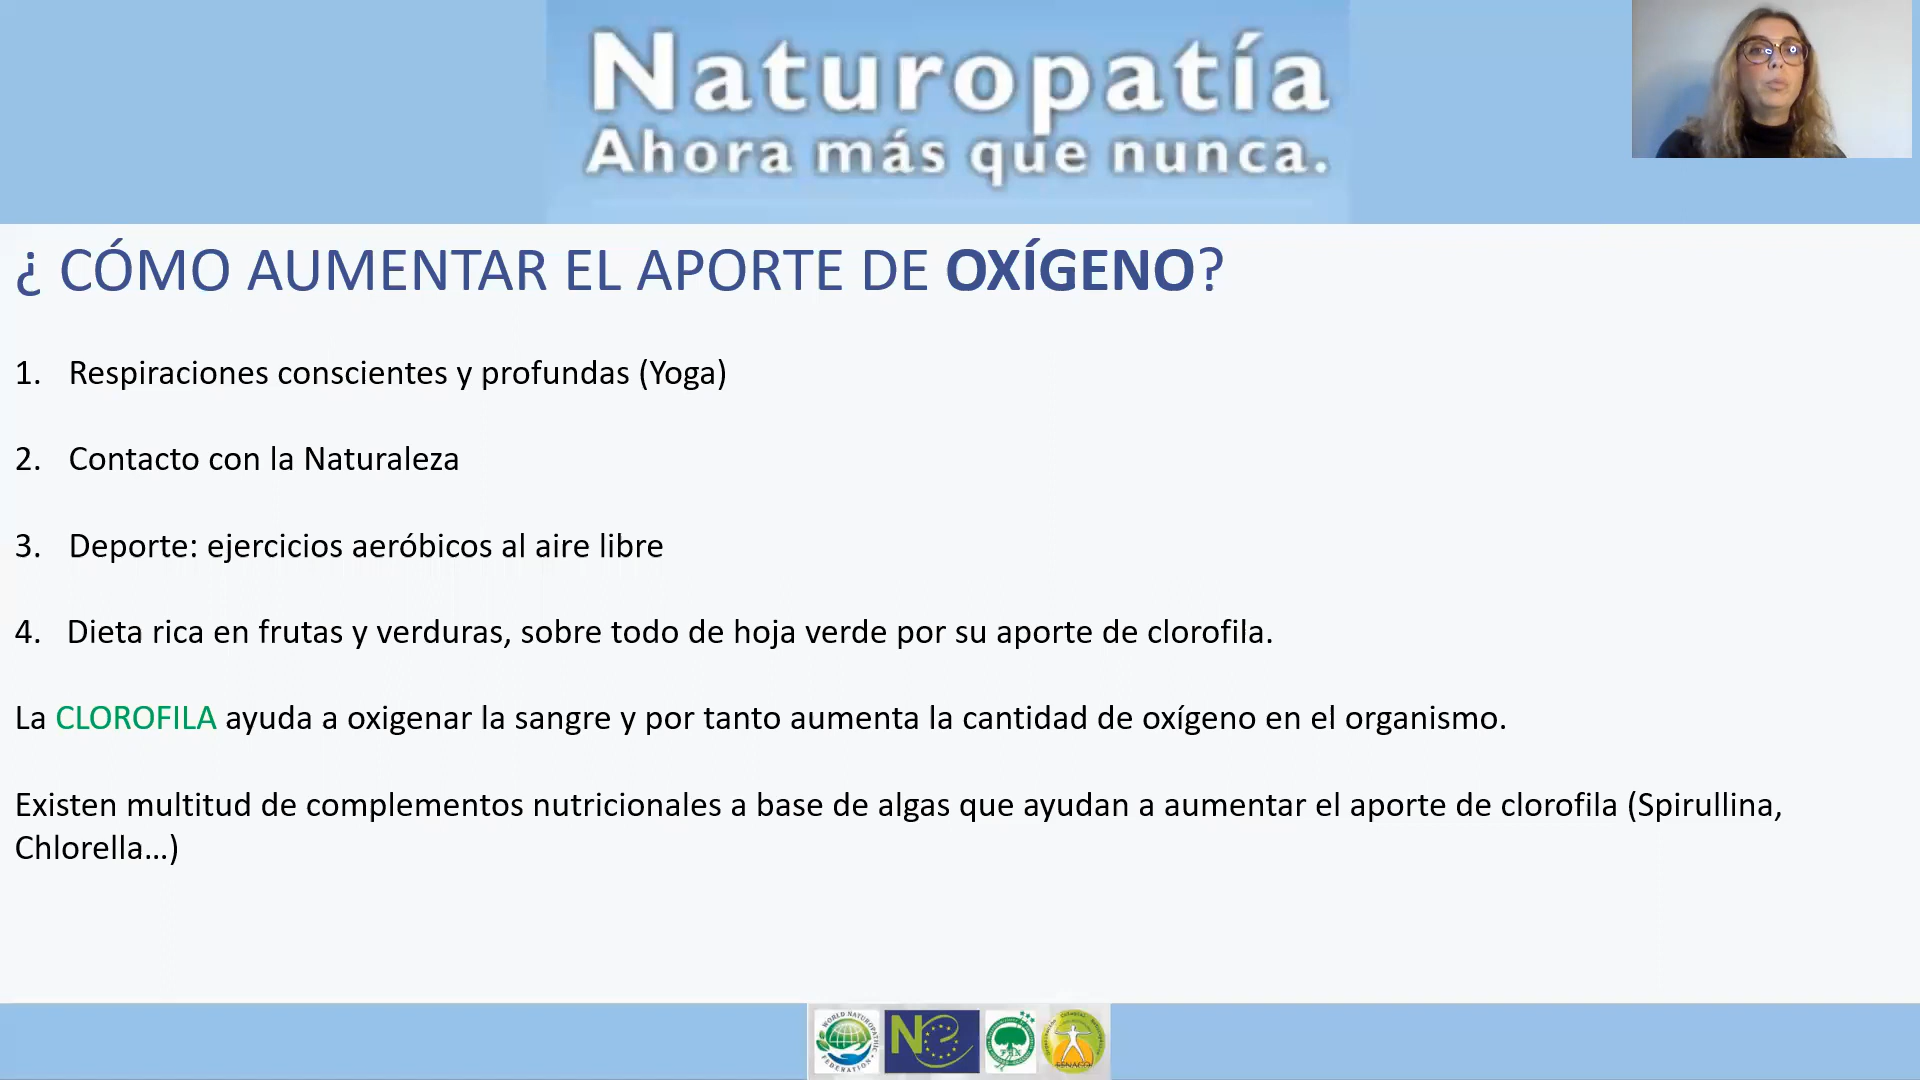 Naturopatía
Ahora más que nunca.
¿ CÓMO AUMENTAR EL APORTE DE OXÍGENO?
1. Respiraciones conscientes y profundas (Yoga)
2. Contacto con la Naturaleza
3. Deporte: ejercicios aeróbicos al aire libre
4. Dieta rica en frutas y verduras, sobre todo de hoja verde por su aporte de clorofila.
La CLOROFILA ayuda a oxigenar la sangre y por tanto aumenta la cantidad de oxígeno en el organismo.
Existen multitud de complementos nutricionales a base de algas que ayudan a aumentar el aporte de clorofila (Spirullina,
Chlorella…)
WORLD NATUROPATHIC FEDERATION
Ne